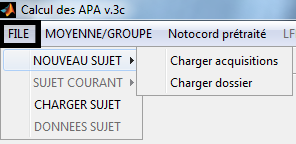 Calcul des APA v.3c
FILE MOYENNE/GROUPE Notocord prétraité LF
NOUVEAU SUJET Charger acquisitions
SUJET COURANT Charger dossier
CHARGER SUJET
DONNEES SUJET